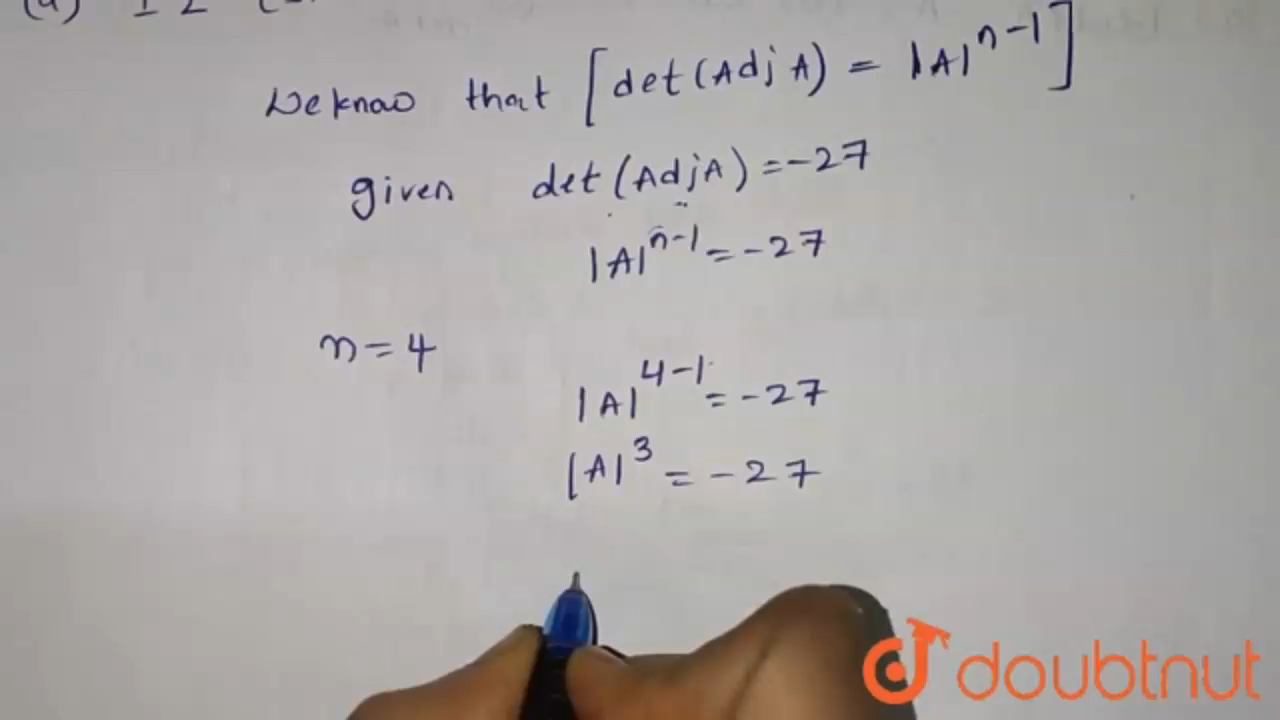 We know that [det(Adj A) = |A|^{n-1}]
given det(AdjA) = -27
|A|^{n-1} = -27
n = 4
|A|^{4-1} = -27
|A|^3 = -27
doubtnut